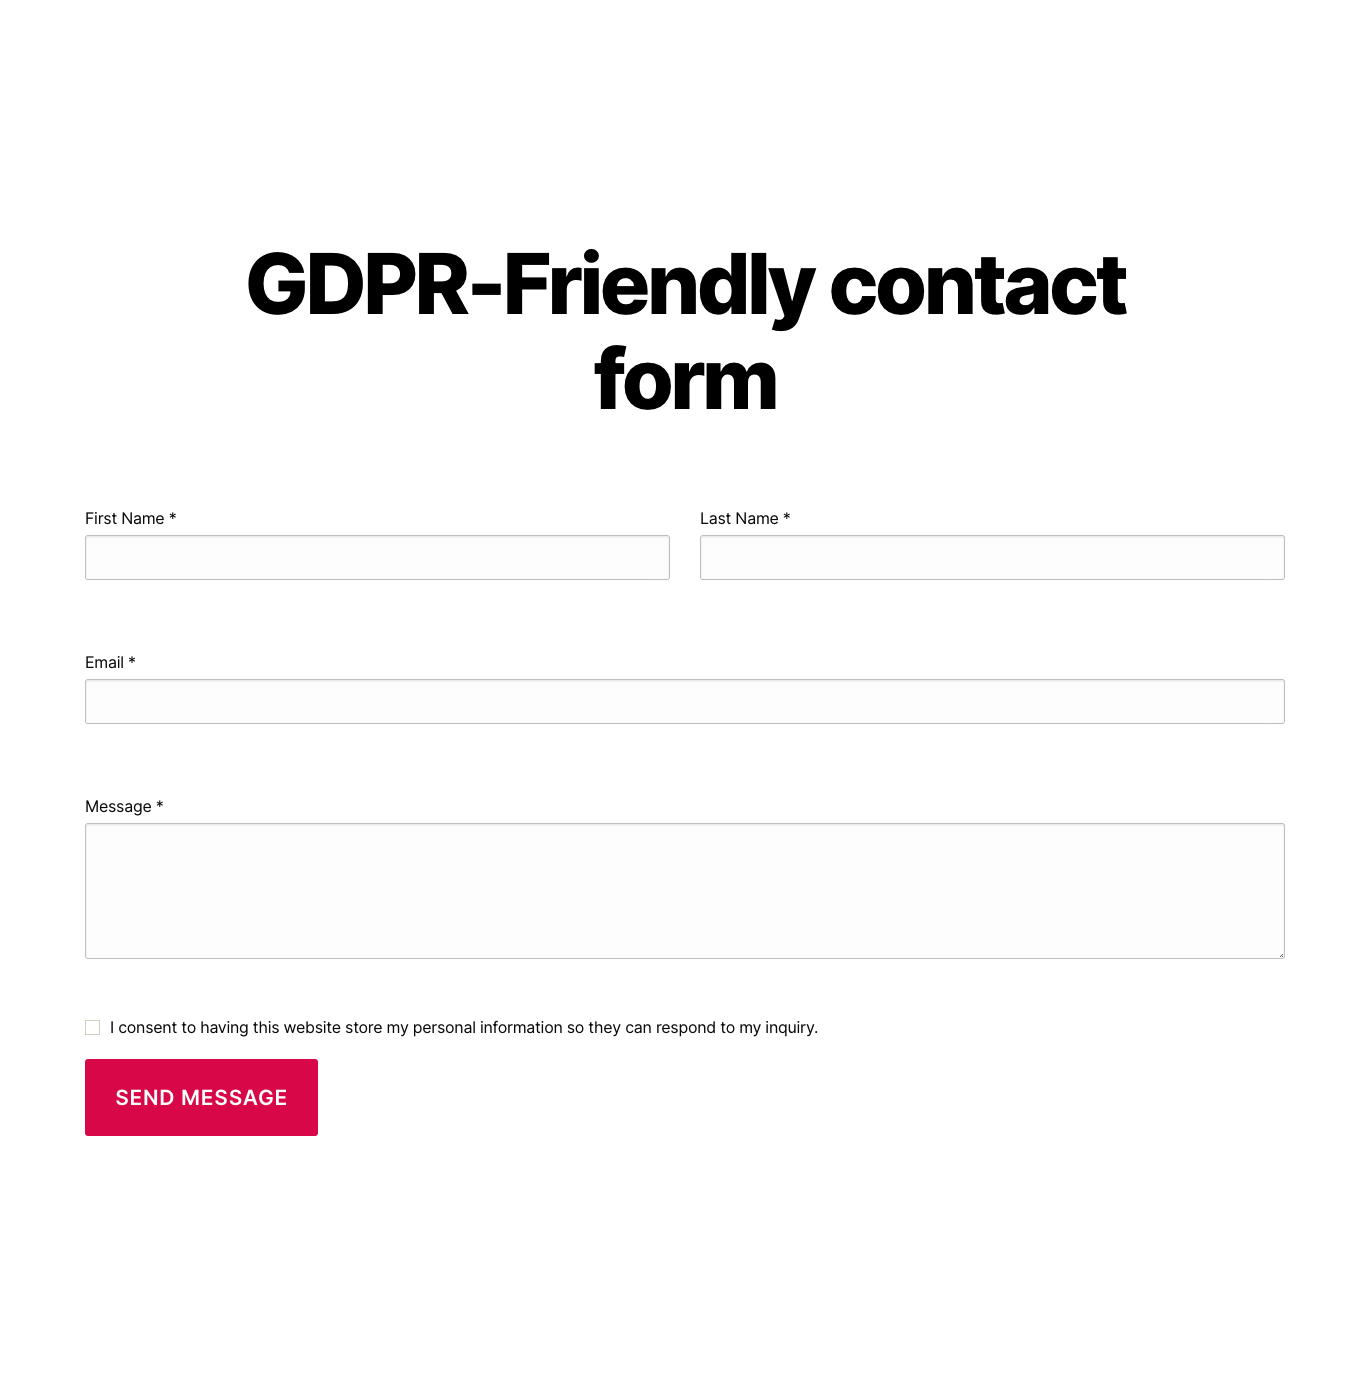 GDPR-Friendly contact
form
First Name *
Last Name *
Email *
Message *
I consent to having this website store my personal information so they can respond to my inquiry.
SEND MESSAGE